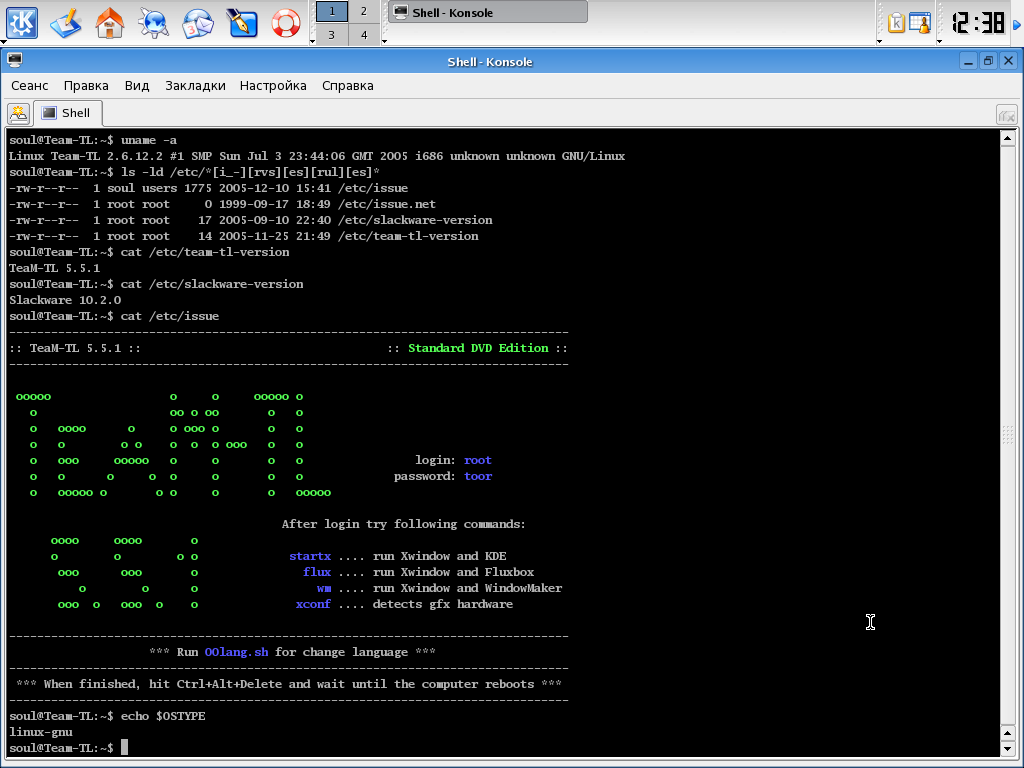 1 2
3 4
Shell - Konsole
12:38
Shell - Konsole
Сеанс Правка Вид Закладки Настройка Справка
Shell
soul@Team-TL:~$ uname -a
Linux Team-TL 2.6.12.2 #1 SMP Sun Jul 3 23:44:06 GMT 2005 i686 unknown unknown GNU/Linux
soul@Team-TL:~$ ls -ld /etc/*[i_-][rvs][es][rul][es]*
-rw-r--r-- 1 soul users 1775 2005-12-10 15:41 /etc/issue
-rw-r--r-- 1 root root 0 1999-09-17 18:49 /etc/issue.net
-rw-r--r-- 1 root root 17 2005-09-10 22:40 /etc/slackware-version
-rw-r--r-- 1 root root 14 2005-11-25 21:49 /etc/team-tl-version
soul@Team-TL:~$ cat /etc/team-tl-version
TeaM-TL 5.5.1
soul@Team-TL:~$ cat /etc/slackware-version
Slackware 10.2.0
soul@Team-TL:~$ cat /etc/issue
:: TeaM-TL 5.5.1 :: :: Standard DVD Edition ::
TEAM-TL
login: root
password: toor
5.5.1
After login try following commands:
startx .... run Xwindow and KDE
flux .... run Xwindow and Fluxbox
wm .... run Xwindow and WindowMaker
xconf .... detects gfx hardware
*** Run OOlang.sh for change language ***
*** When finished, hit Ctrl+Alt+Delete and wait until the computer reboots ***
soul@Team-TL:~$ echo $OSTYPE
linux-gnu
soul@Team-TL:~$